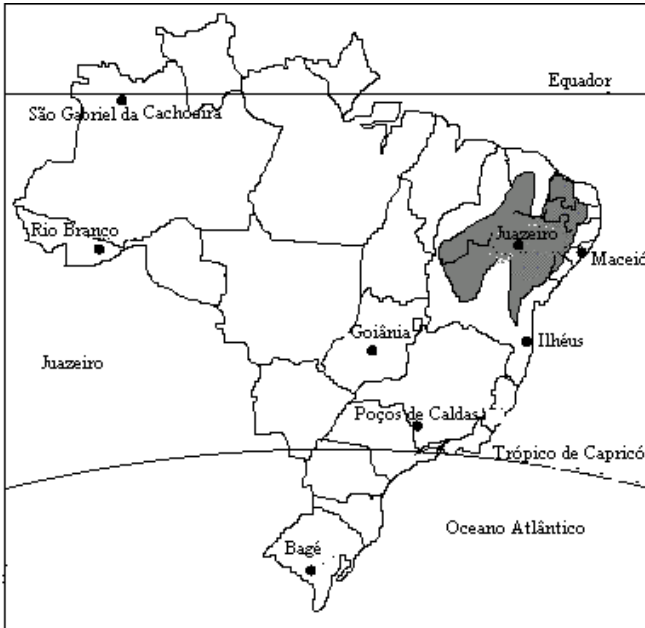 Equador
São Gabriel da Cachoeira
Rio Branco
Juazeiro
Maceió
Goiânia
Ilhéus
Juazeiro
Poços de Caldas
Trópico de Capricó
Oceano Atlântico
Bagé